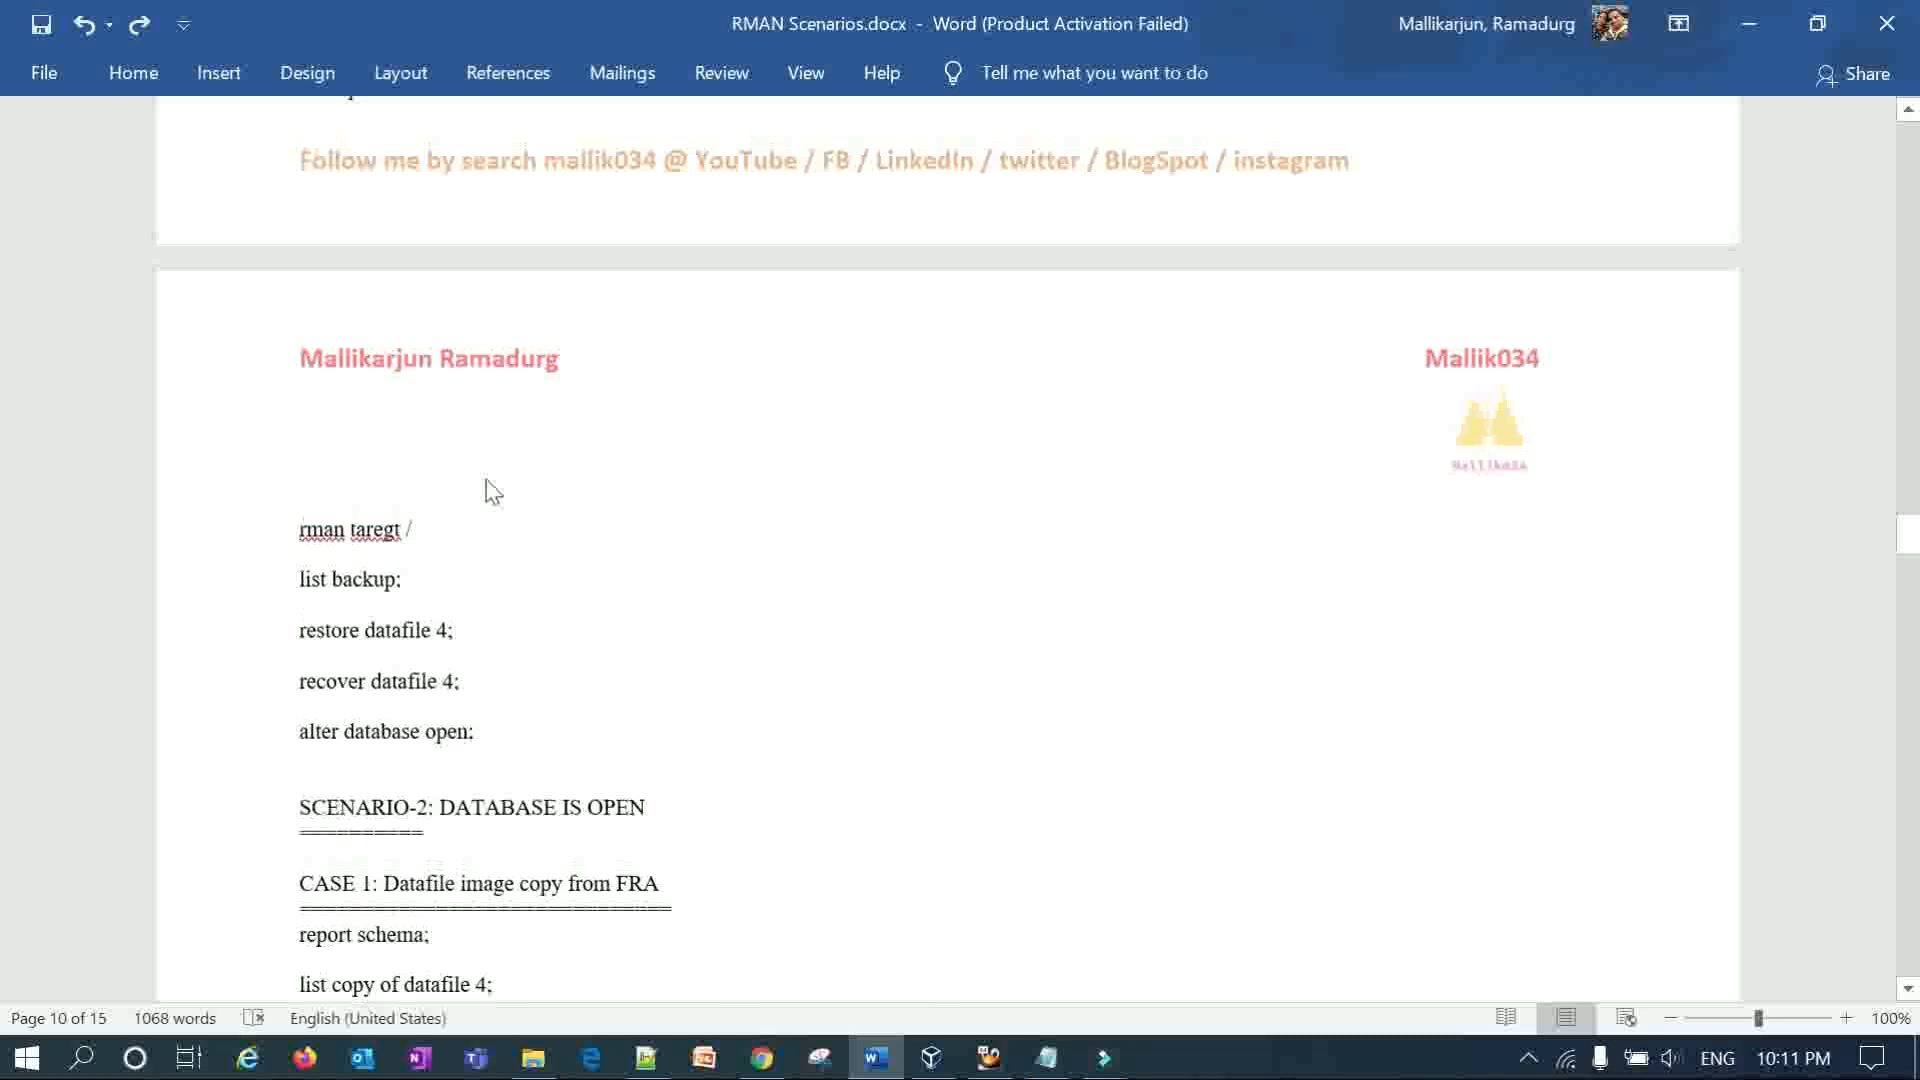 RMAN Scenarios.docx - Word (Product Activation Failed)
Mallikarjun, Ramadurg
File Home Insert Design Layout References Mailings Review View Help Tell me what you want to do Share
Follow me by search mallik034 @ YouTube / FB / LinkedIn / twitter / BlogSpot / instagram
Mallikarjun Ramadurg
Mallik034
Mallik034
rman taregt /
list backup;
restore datafile 4;
recover datafile 4;
alter database open;
SCENARIO-2: DATABASE IS OPEN
==========
CASE 1: Datafile image copy from FRA
==============================
report schema;
list copy of datafile 4;
Page 10 of 15 1068 words English (United States) 100%
ENG 10:11 PM